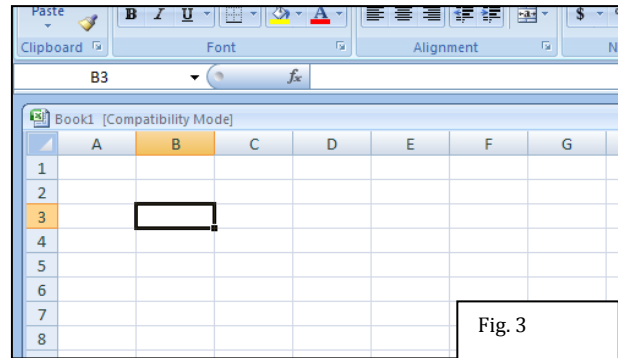 Paste
B I U A $
Clipboard Font Alignment N
B3 fx
Book1 [Compatibility Mode]
A B C D E F G
1
2
3
4
5
6
7
8
Fig. 3